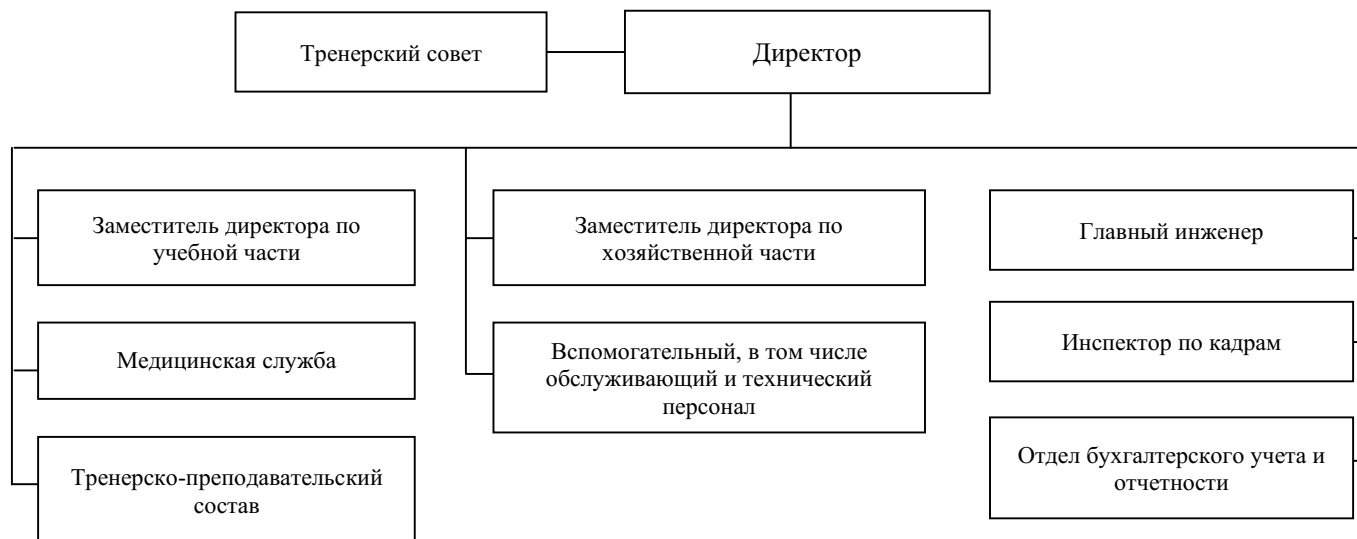 Тренерский совет
Директор
Заместитель директора по
учебной части
Заместитель директора по
хозяйственной части
Главный инженер
Медицинская служба
Вспомогательный, в том числе
обслуживающий и технический
персонал
Инспектор по кадрам
Тренерско-преподавательский
состав
Отдел бухгалтерского учета и
отчетности